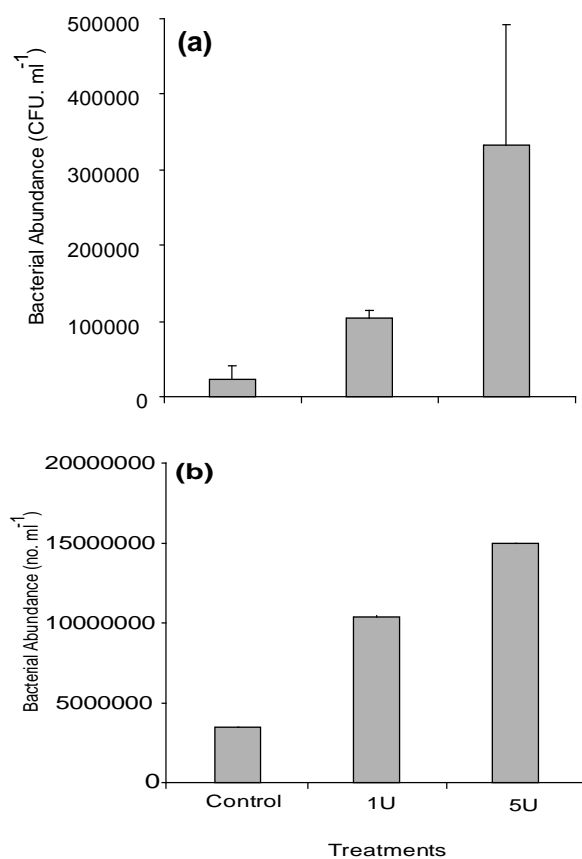 (a)
Bacterial Abundance (CFU. ml-1)
500000
400000
300000
200000
100000
0
(b)
Bacterial Abundance (no. ml-1)
20000000
15000000
10000000
5000000
0
Control 1U 5U
Treatments